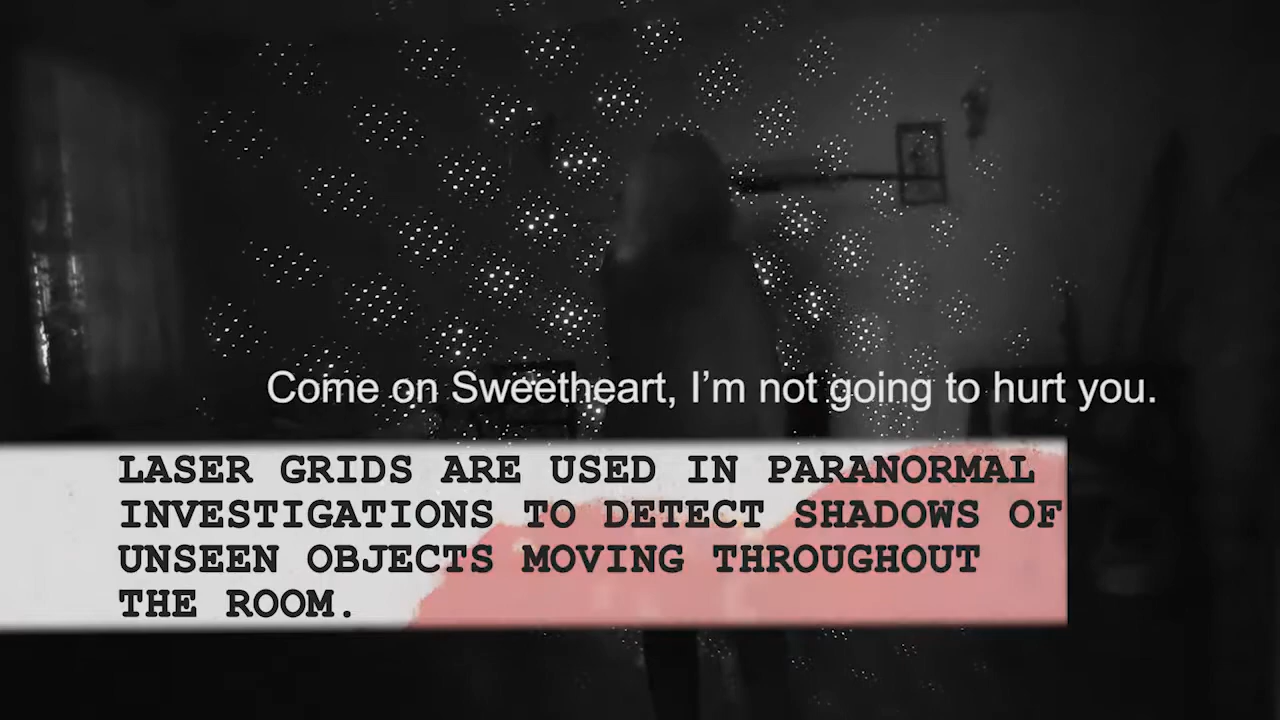 Come on Sweetheart, I’m not going to hurt you.
LASER GRIDS ARE USED IN PARANORMAL
INVESTIGATIONS TO DETECT SHADOWS OF
UNSEEN OBJECTS MOVING THROUGHOUT
THE ROOM.